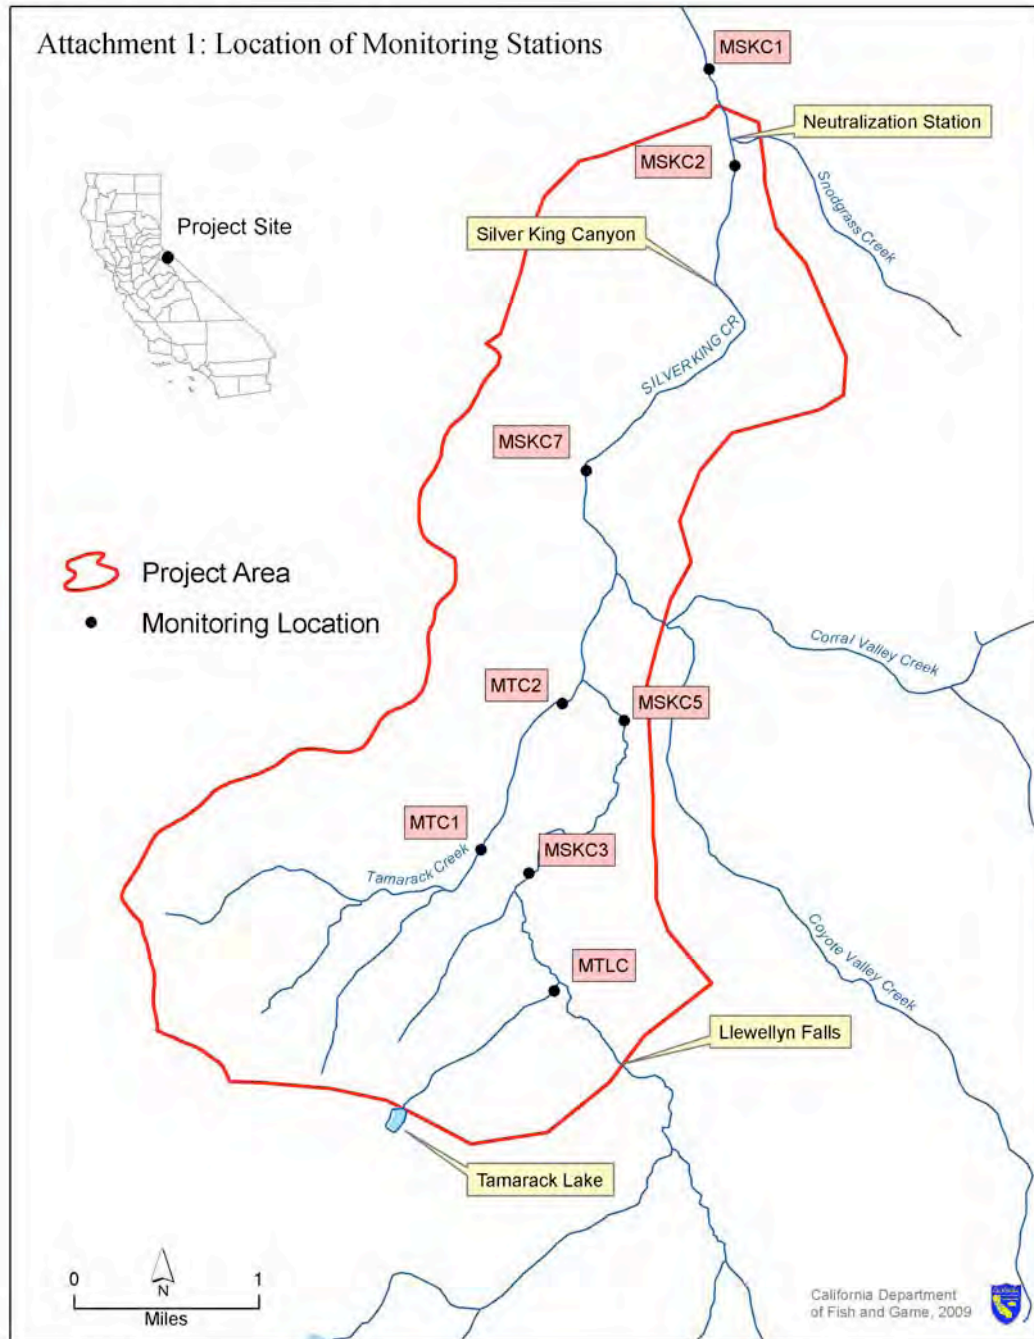 Attachment 1: Location of Monitoring Stations
MSKC1
Neutralization Station
MSKC2
Snodgrass Creek
Project Site
Silver King Canyon
SILVER KING CR
MSKC7
Project Area
Monitoring Location
Corral Valley Creek
MTC2
MSKC5
MTC1
MSKC3
Tamarack Creek
Coyote Valley Creek
MTLC
Llewellyn Falls
Tamarack Lake
0
1
N
Miles
California Department
of Fish and Game, 2009